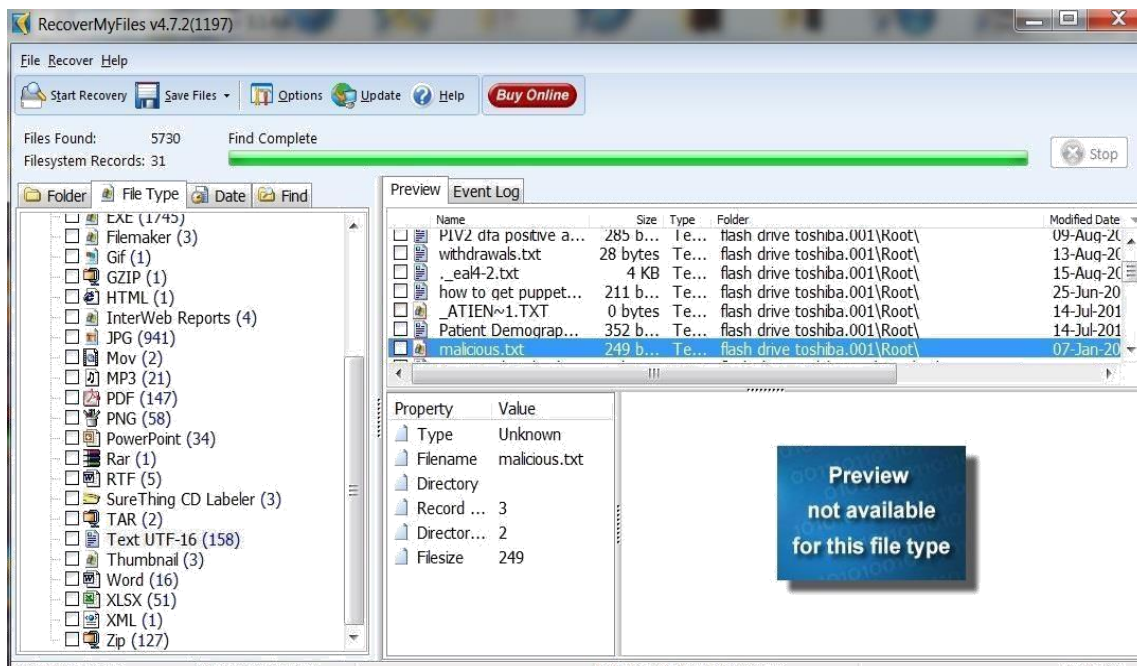 RecoverMyFiles v4.7.2(1197)
File Recover Help
Start Recovery Save Files Options Update Help Buy Online
Files Found: 5730 Find Complete
Filesystem Records: 31
Stop
Folder File Type Date Find
EXE (1745)
Filemaker (3)
Gif (1)
GZIP (1)
HTML (1)
InterWeb Reports (4)
JPG (941)
Mov (2)
MP3 (21)
PDF (147)
PNG (58)
PowerPoint (34)
Rar (1)
RTF (5)
SureThing CD Labeler (3)
TAR (2)
Text UTF-16 (158)
Thumbnail (3)
Word (16)
XLSX (51)
XML (1)
Zip (127)
Preview Event Log
Name Size Type Folder Modified Date
PIV2 dfa positive a... 285 b... Te... flash drive toshiba.001\Root\ 09-Aug-20
withdrawals.txt 28 bytes Te... flash drive toshiba.001\Root\ 13-Aug-20
._eal4-2.txt 4 KB Te... flash drive toshiba.001\Root\ 15-Aug-20
how to get puppet... 211 b... Te... flash drive toshiba.001\Root\ 25-Jun-20
_ATIEN~1.TXT 0 bytes Te... flash drive toshiba.001\Root\ 14-Jul-201
Patient Demograp... 352 b... Te... flash drive toshiba.001\Root\ 14-Jul-201
malicious.txt 249 b... Te... flash drive toshiba.001\Root\ 07-Jan-20
Property Value
Type Unknown
Filename malicious.txt
Directory
Record ... 3
Director... 2
Filesize 249
Preview
not available
for this file type